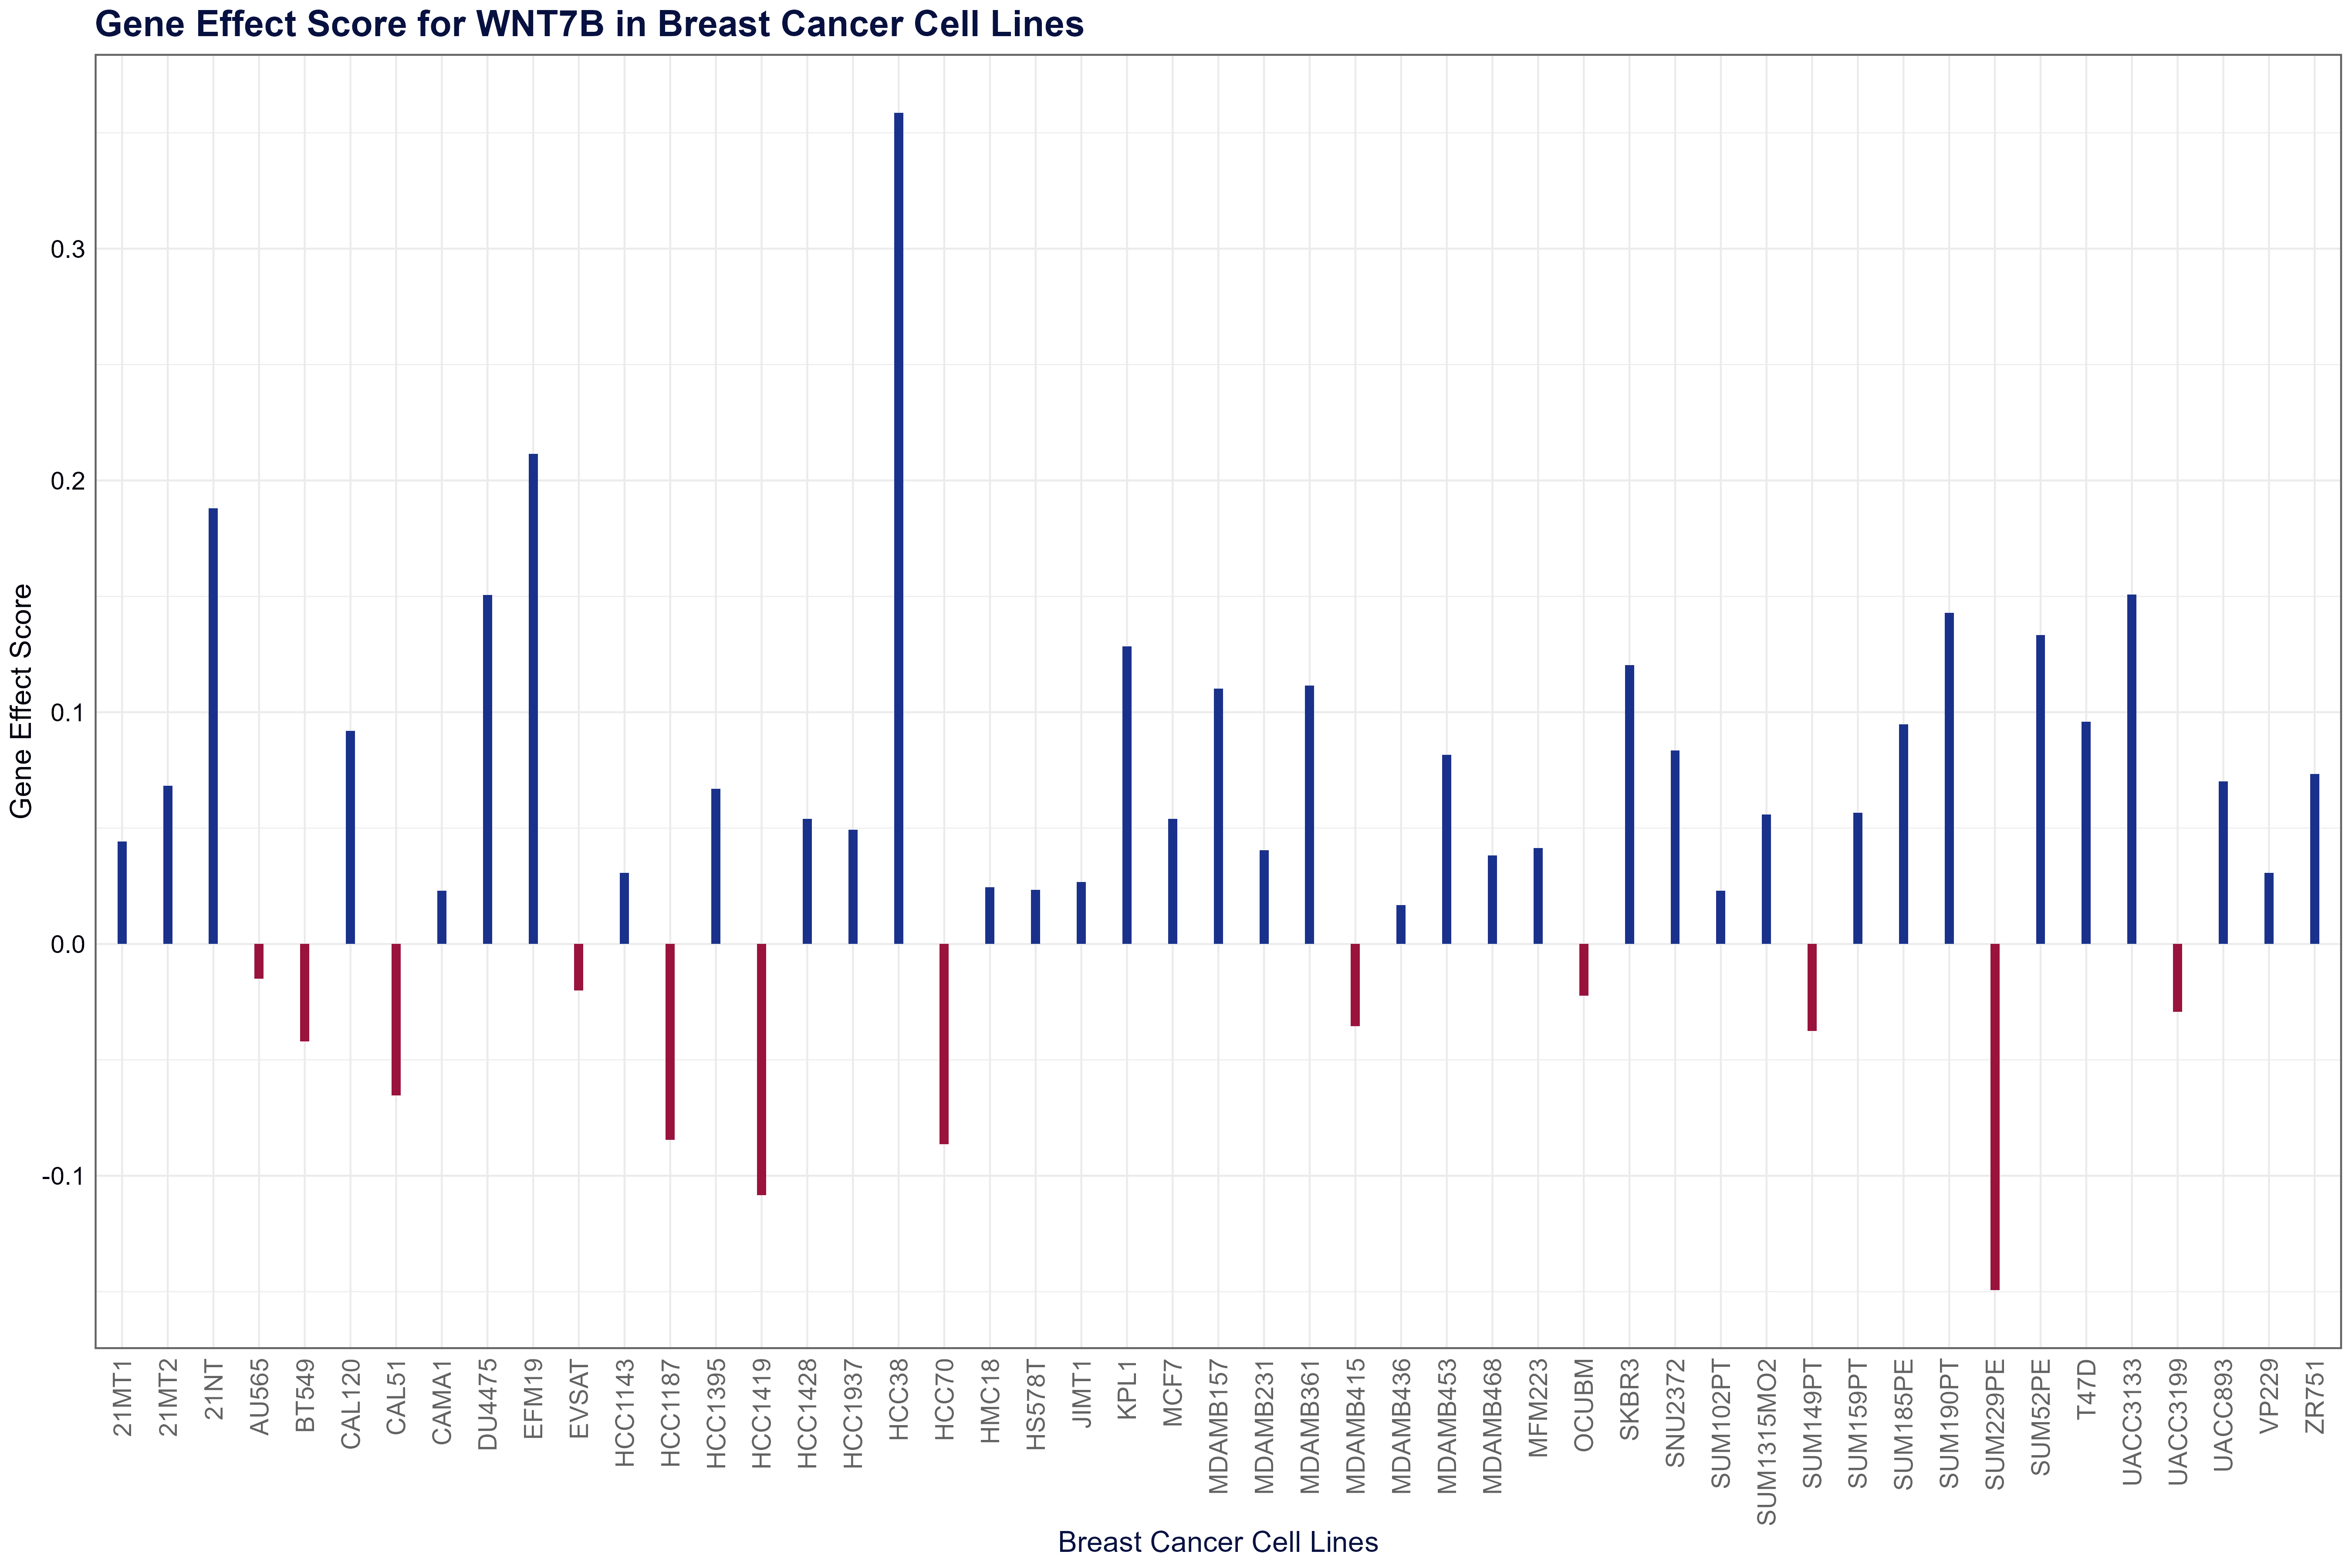 Gene Effect Score for WNT7B in Breast Cancer Cell Lines
Gene Effect Score
0.3
0.2
0.1
0.0
-0.1
21MT1
21MT2
21NT
AU565
BT549
CAL120
CAL51
CAMA1
DU4475
EFM19
EVSAT
HCC1143
HCC1187
HCC1395
HCC1419
HCC1428
HCC1937
HCC38
HCC70
HMC18
HS578T
JIMT1
KPL1
MCF7
MDAMB157
MDAMB231
MDAMB361
MDAMB415
MDAMB436
MDAMB453
MDAMB468
MFM223
OCUBM
SKBR3
SNU2372
SUM102PT
SUM1315MO2
SUM149PT
SUM159PT
SUM185PE
SUM190PT
SUM229PE
SUM52PE
T47D
UACC3133
UACC3199
UACC893
VP229
ZR751
Breast Cancer Cell Lines